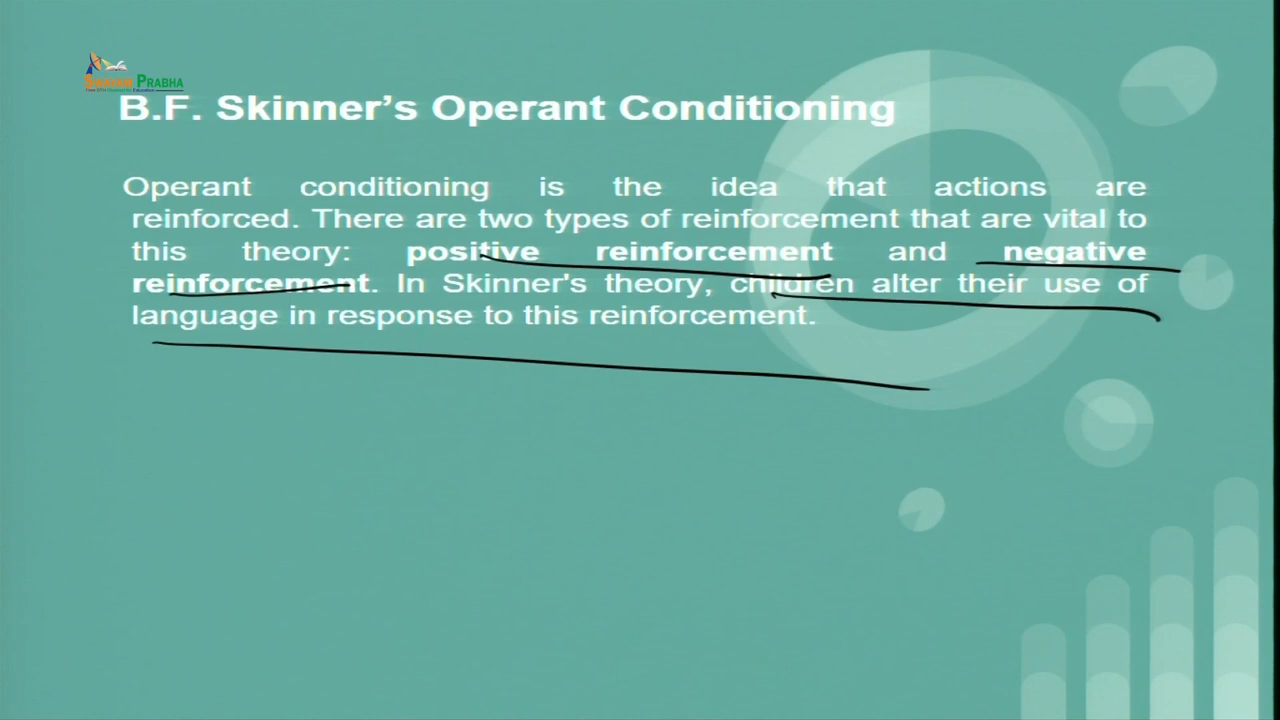 SWAYAM PRABHA
B.F. Skinner's Operant Conditioning
Operant conditioning is the idea that actions are
reinforced. There are two types of reinforcement that are vital to
this theory: positive reinforcement and negative
reinforcement. In Skinner's theory, children alter their use of
language in response to this reinforcement.